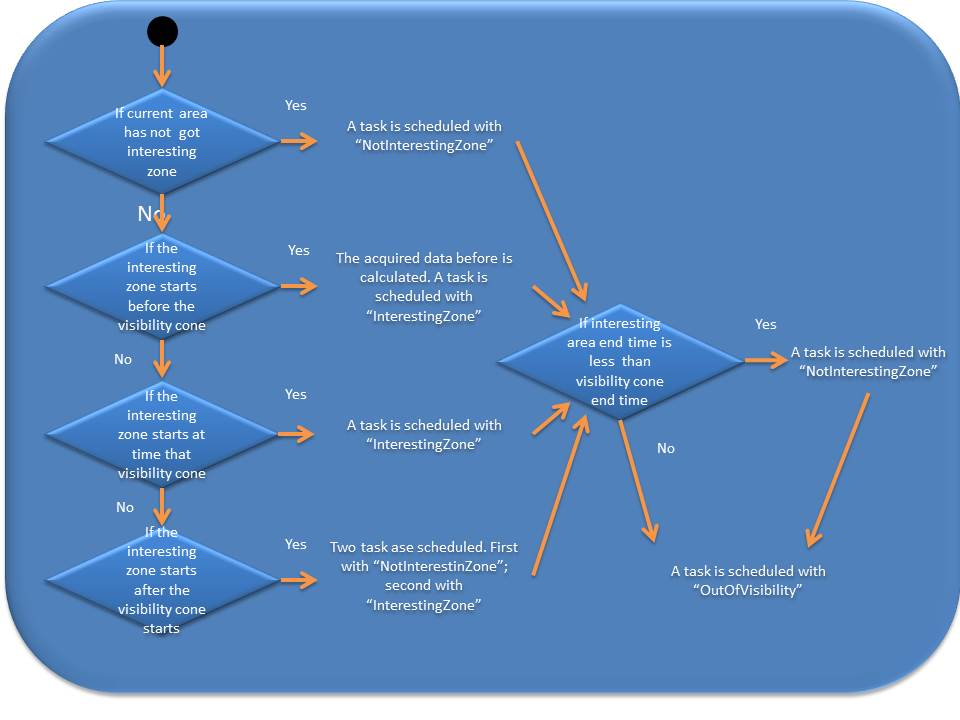 If current area
has not got
interesting
zone
Yes
A task is scheduled with
“NotInterestingZone”
No
If the
interesting
zone starts
before the
visibility cone
Yes
The acquired data before is
calculated. A task is
scheduled with
“InterestingZone”
No
If the
interesting
zone starts at
time that
visibility cone
Yes
A task is scheduled with
“InterestingZone”
No
If the
interesting
zone starts
after the
visibility cone
starts
Yes
Two task ase scheduled. First
with “NotInterestinZone”;
second with
“InterestingZone”
If interesting
area end time is
less than
visibility cone
end time
Yes
A task is scheduled with
“NotInterestingZone”
No
A task is scheduled with
“OutOfVisibility”